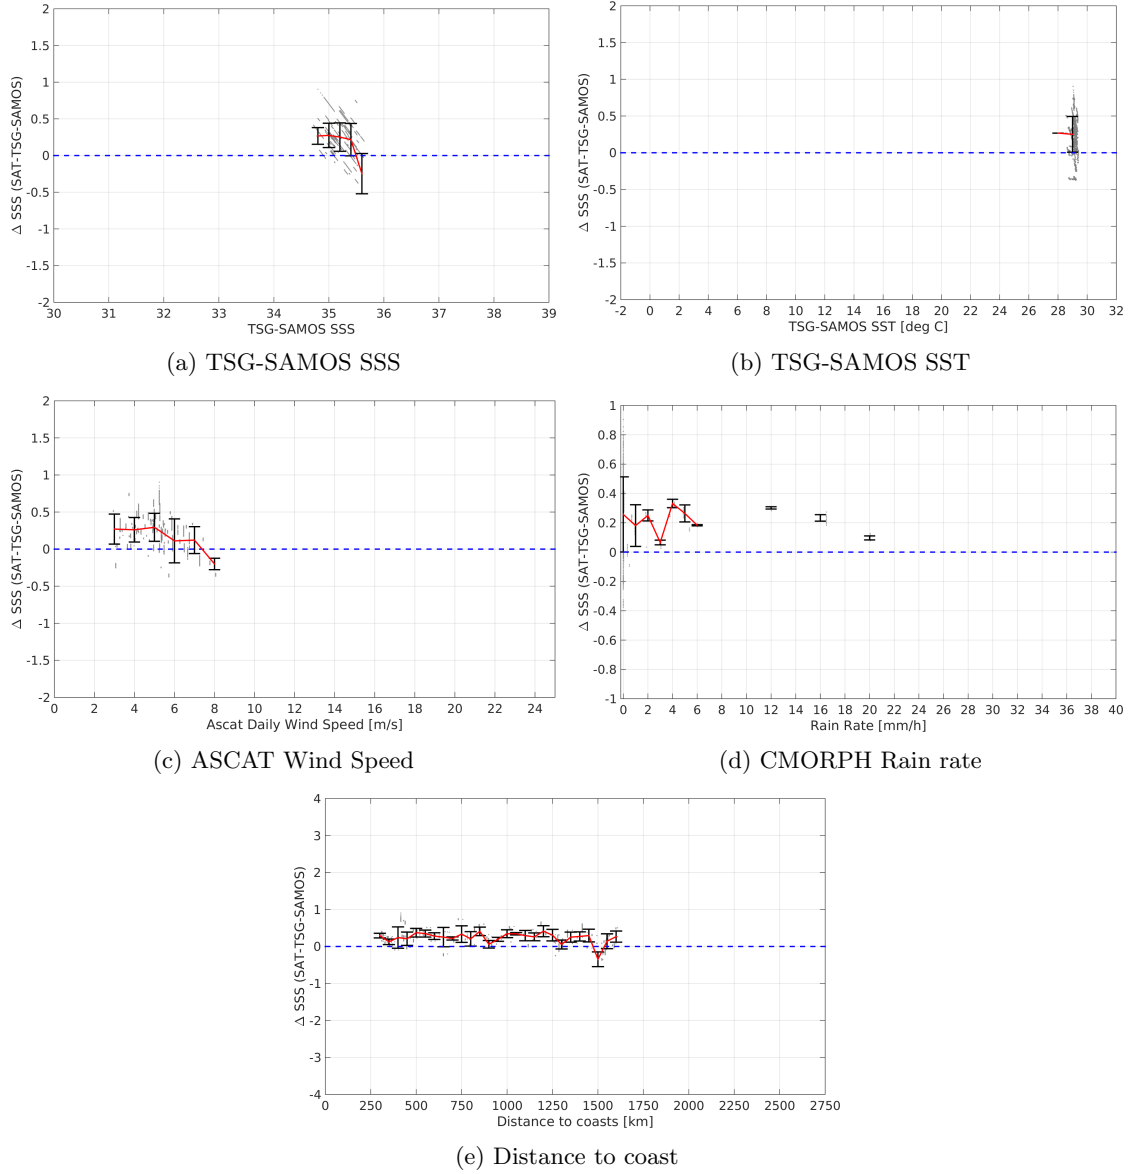 2
1.5
1
0.5
0
-0.5
-1
-1.5
-2
Δ SSS (SAT-TSG-SAMOS)
30 31 32 33 34 35 36 37 38 39
TSG-SAMOS SSS
(a) TSG-SAMOS SSS
2
1.5
1
0.5
0
-0.5
-1
-1.5
-2
Δ SSS (SAT-TSG-SAMOS)
-2 0 2 4 6 8 10 12 14 16 18 20 22 24 26 28 30 32
TSG-SAMOS SST [deg C]
(b) TSG-SAMOS SST
2
1.5
1
0.5
0
-0.5
-1
-1.5
-2
Δ SSS (SAT-TSG-SAMOS)
0 2 4 6 8 10 12 14 16 18 20 22 24
Ascat Daily Wind Speed [m/s]
(c) ASCAT Wind Speed
1
0.8
0.6
0.4
0.2
0
-0.2
-0.4
-0.6
-0.8
-1
Δ SSS (SAT-TSG-SAMOS)
0 2 4 6 8 10 12 14 16 18 20 22 24 26 28 30 32 34 36 38 40
Rain Rate [mm/h]
(d) CMORPH Rain rate
4
3
2
1
0
-1
-2
-3
-4
Δ SSS (SAT-TSG-SAMOS)
0 250 500 750 1000 1250 1500 1750 2000 2250 2500 2750
Distance to coasts [km]
(e) Distance to coast